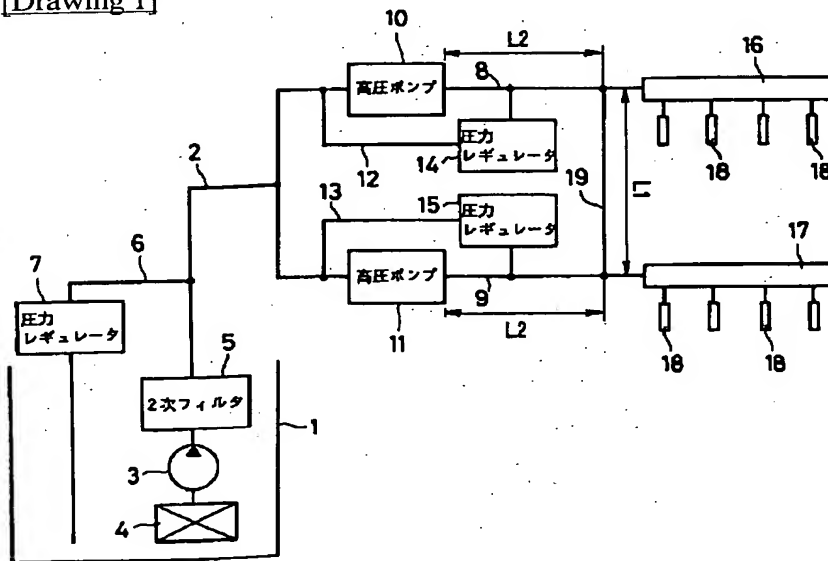 [Drawing 1]
10
L2
8
16
高圧ポンプ
2
圧力
レギュレータ
14
12
18
18
19
L1
13
15
圧力
レギュレータ
17
6
7
高圧ポンプ
9
11
L2
圧力
レギュレータ
5
18
18
2次フィルタ
1
3
4